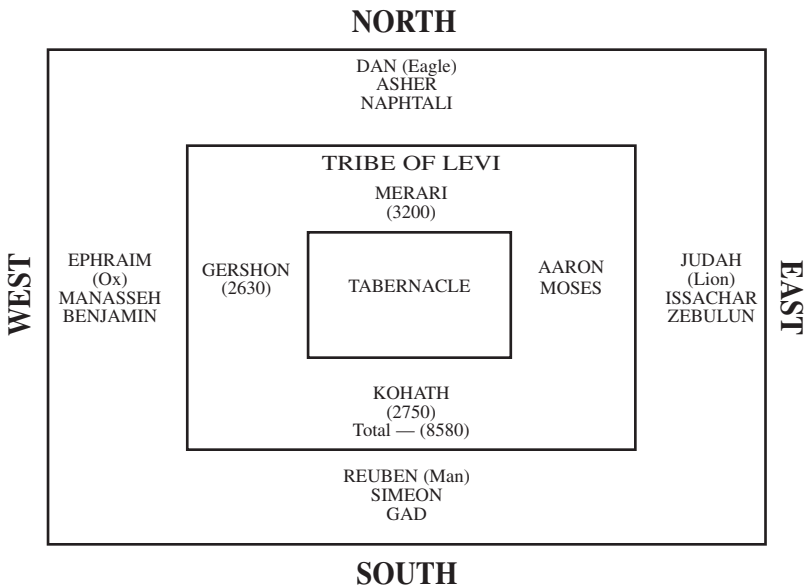 NORTH
DAN (Eagle)
ASHER
NAPHTALI
TRIBE OF LEVI
MERARI
(3200)
WEST
EPHRAIM
(Ox)
MANASSEH
BENJAMIN
GERSHON
(2630)
TABERNACLE
AARON
MOSES
JUDAH
(Lion)
ISSACHAR
ZEBULUN
EAST
KOHATH
(2750)
Total — (8580)
REUBEN (Man)
SIMEON
GAD
SOUTH